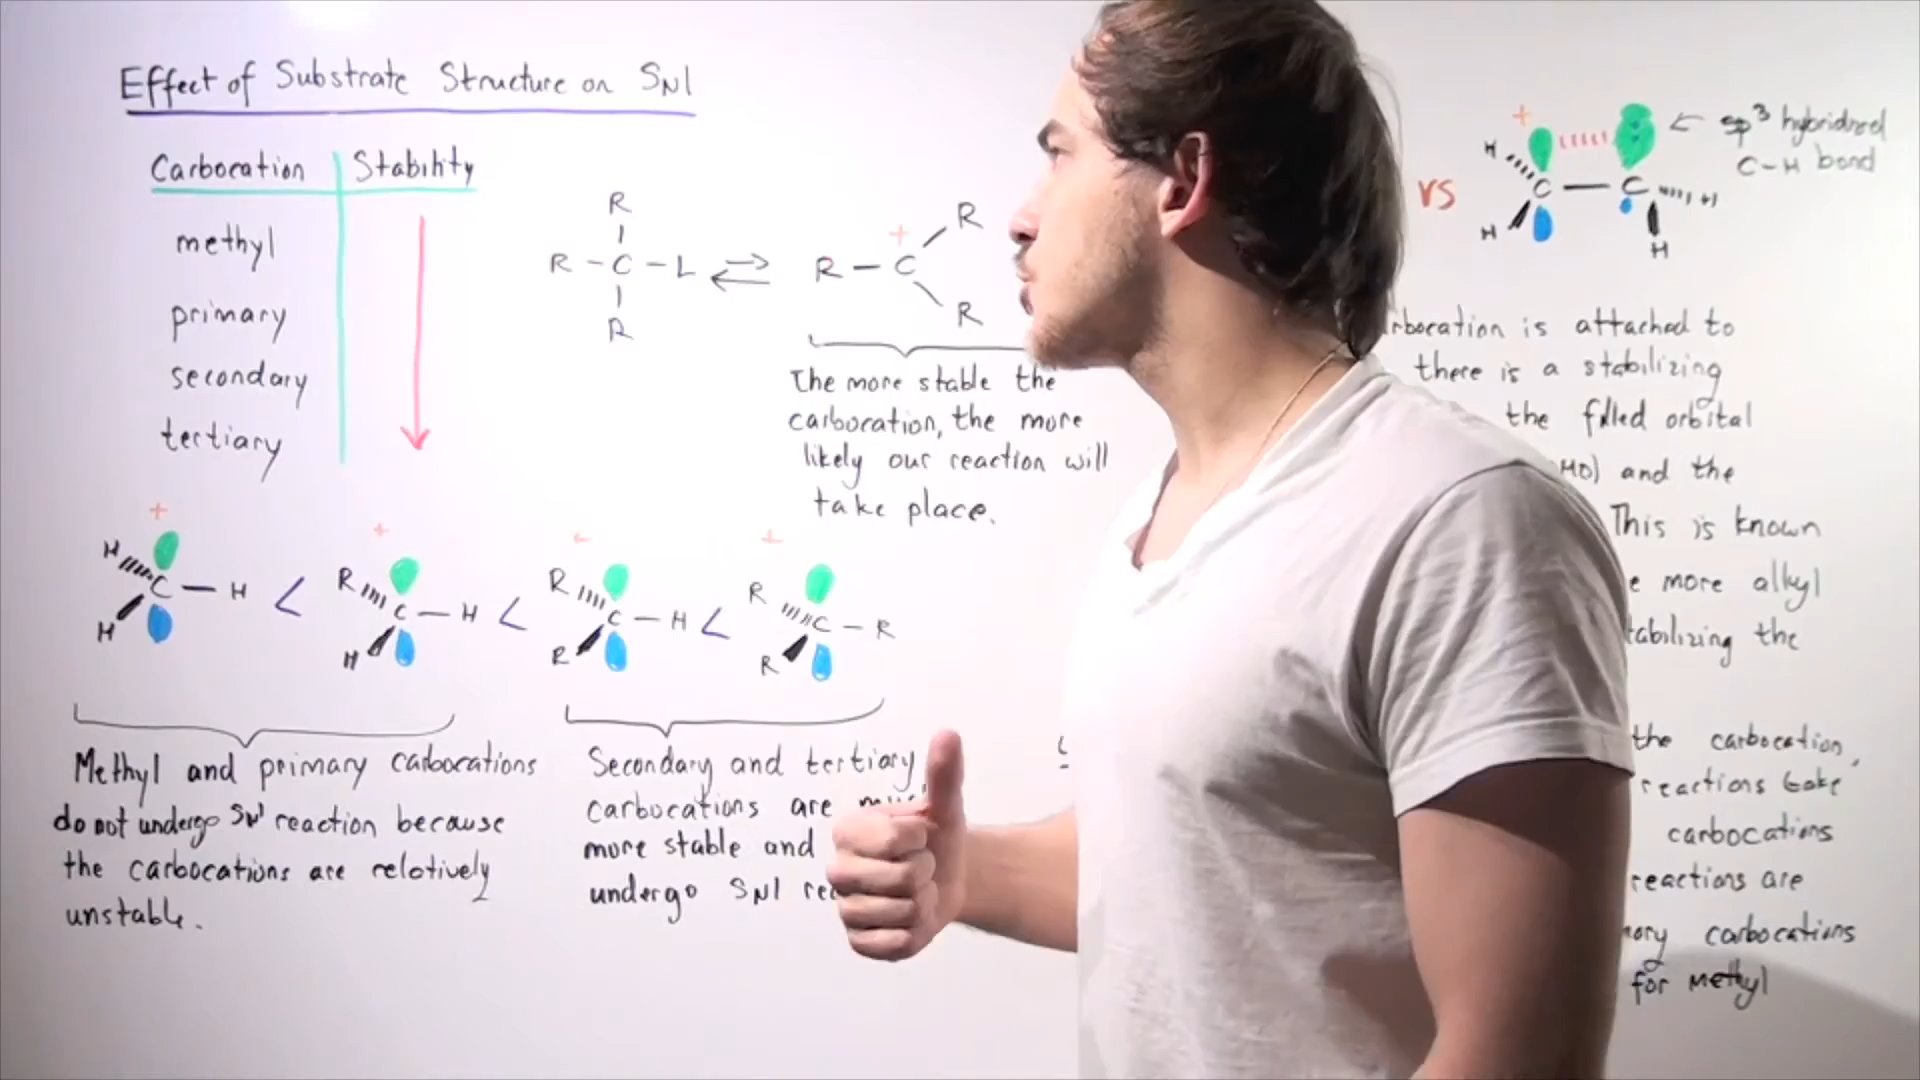 Effect of Substrate Structure on SN1
Carbocation Stability
methyl
primary
secondary
tertiary
R
R - C - L ⇌
R
+
R
R - C
R
The more stable the
carbocation, the more
likely our reaction will
take place.
+
H
C - H
H
<
+
R
C - H
H
<
+
R
C - H
R
<
+
R
C - R
R
Methyl and primary carbocations
do not undergo SN1 reaction because
the carbocations are relotively
unstable.
Secondary and tertiary
carbocations are
more stable and
undergo SN1
vs
+
H
C - C
H
H
H
← sp3 hybridized
C-H bond
is attached to
there is a stabilizing
the filled orbital
and the
This is known
more alkyl
the
the carbocation,
reactions take
carbocations
reactions are
carbocations
for methyl